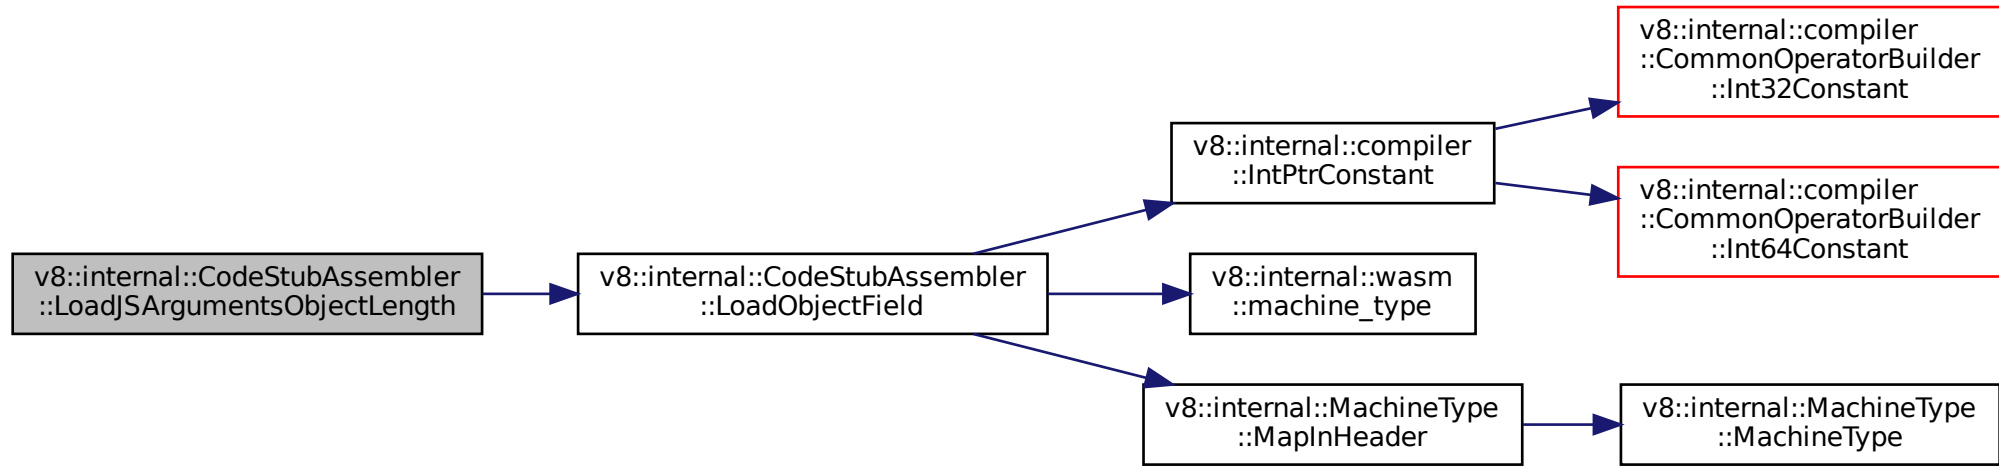 v8::internal::CodeStubAssembler
::LoadJSArgumentsObjectLength
v8::internal::CodeStubAssembler
::LoadObjectField
v8::internal::compiler
::IntPtrConstant
v8::internal::compiler
::CommonOperatorBuilder
::Int32Constant
v8::internal::compiler
::CommonOperatorBuilder
::Int64Constant
v8::internal::wasm
::machine_type
v8::internal::MachineType
::MapInHeader
v8::internal::MachineType
::MachineType